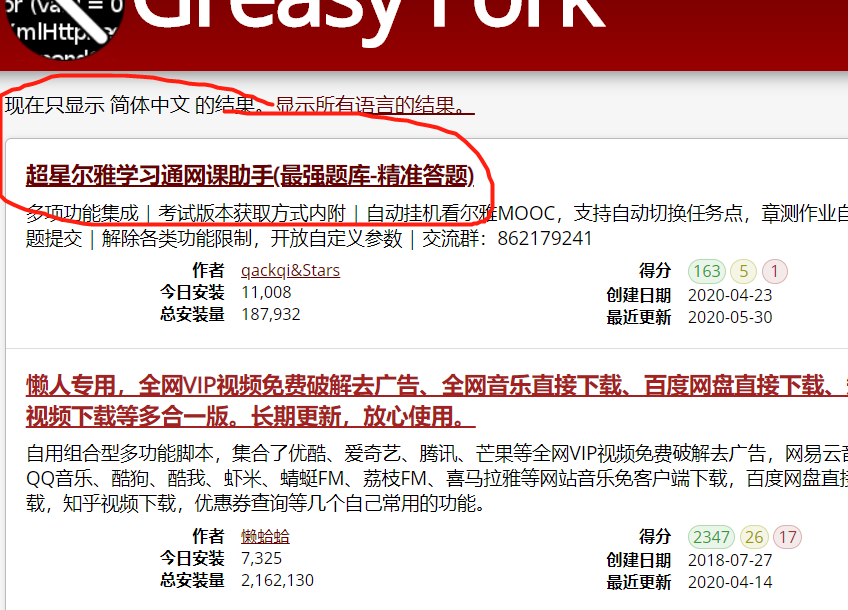 or (va = 0
XmlHttp
Greasy Fork
现在只显示 简体中文 的结果。显示所有语言的结果。
超星尔雅学习通网课助手(最强题库-精准答题)
多项功能集成 | 考试版本获取方式内附 | 自动挂机看尔雅MOOC，支持自动切换任务点，章测作业自
题提交 | 解除各类功能限制，开放自定义参数 | 交流群：862179241
作者 qackqi&Stars 得分 163 5 1
今日安装 11,008 创建日期 2020-04-23
总安装量 187,932 最近更新 2020-05-30
懒人专用，全网VIP视频免费破解去广告、全网音乐直接下载、百度网盘直接下载、
视频下载等多合一版。长期更新，放心使用。
自用组合型多功能脚本，集合了优酷、爱奇艺、腾讯、芒果等全网VIP视频免费破解去广告，网易云音
QQ音乐、酷狗、酷我、虾米、蜻蜓FM、荔枝FM、喜马拉雅等网站音乐免客户端下载，百度网盘直接
载，知乎视频下载，优惠券查询等几个自己常用的功能。
作者 懒蛤蛤 得分 2347 26 17
今日安装 7,325 创建日期 2018-07-27
总安装量 2,162,130 最近更新 2020-04-14